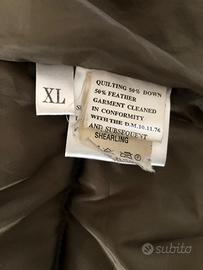 XL
QUILTING 50% DOWN
50% FEATHER
GARMENT CLEANED
IN CONFORMITY
WITH THE D.M.10.11.76
AND SUBSEQUENT
SHEARLING
subito